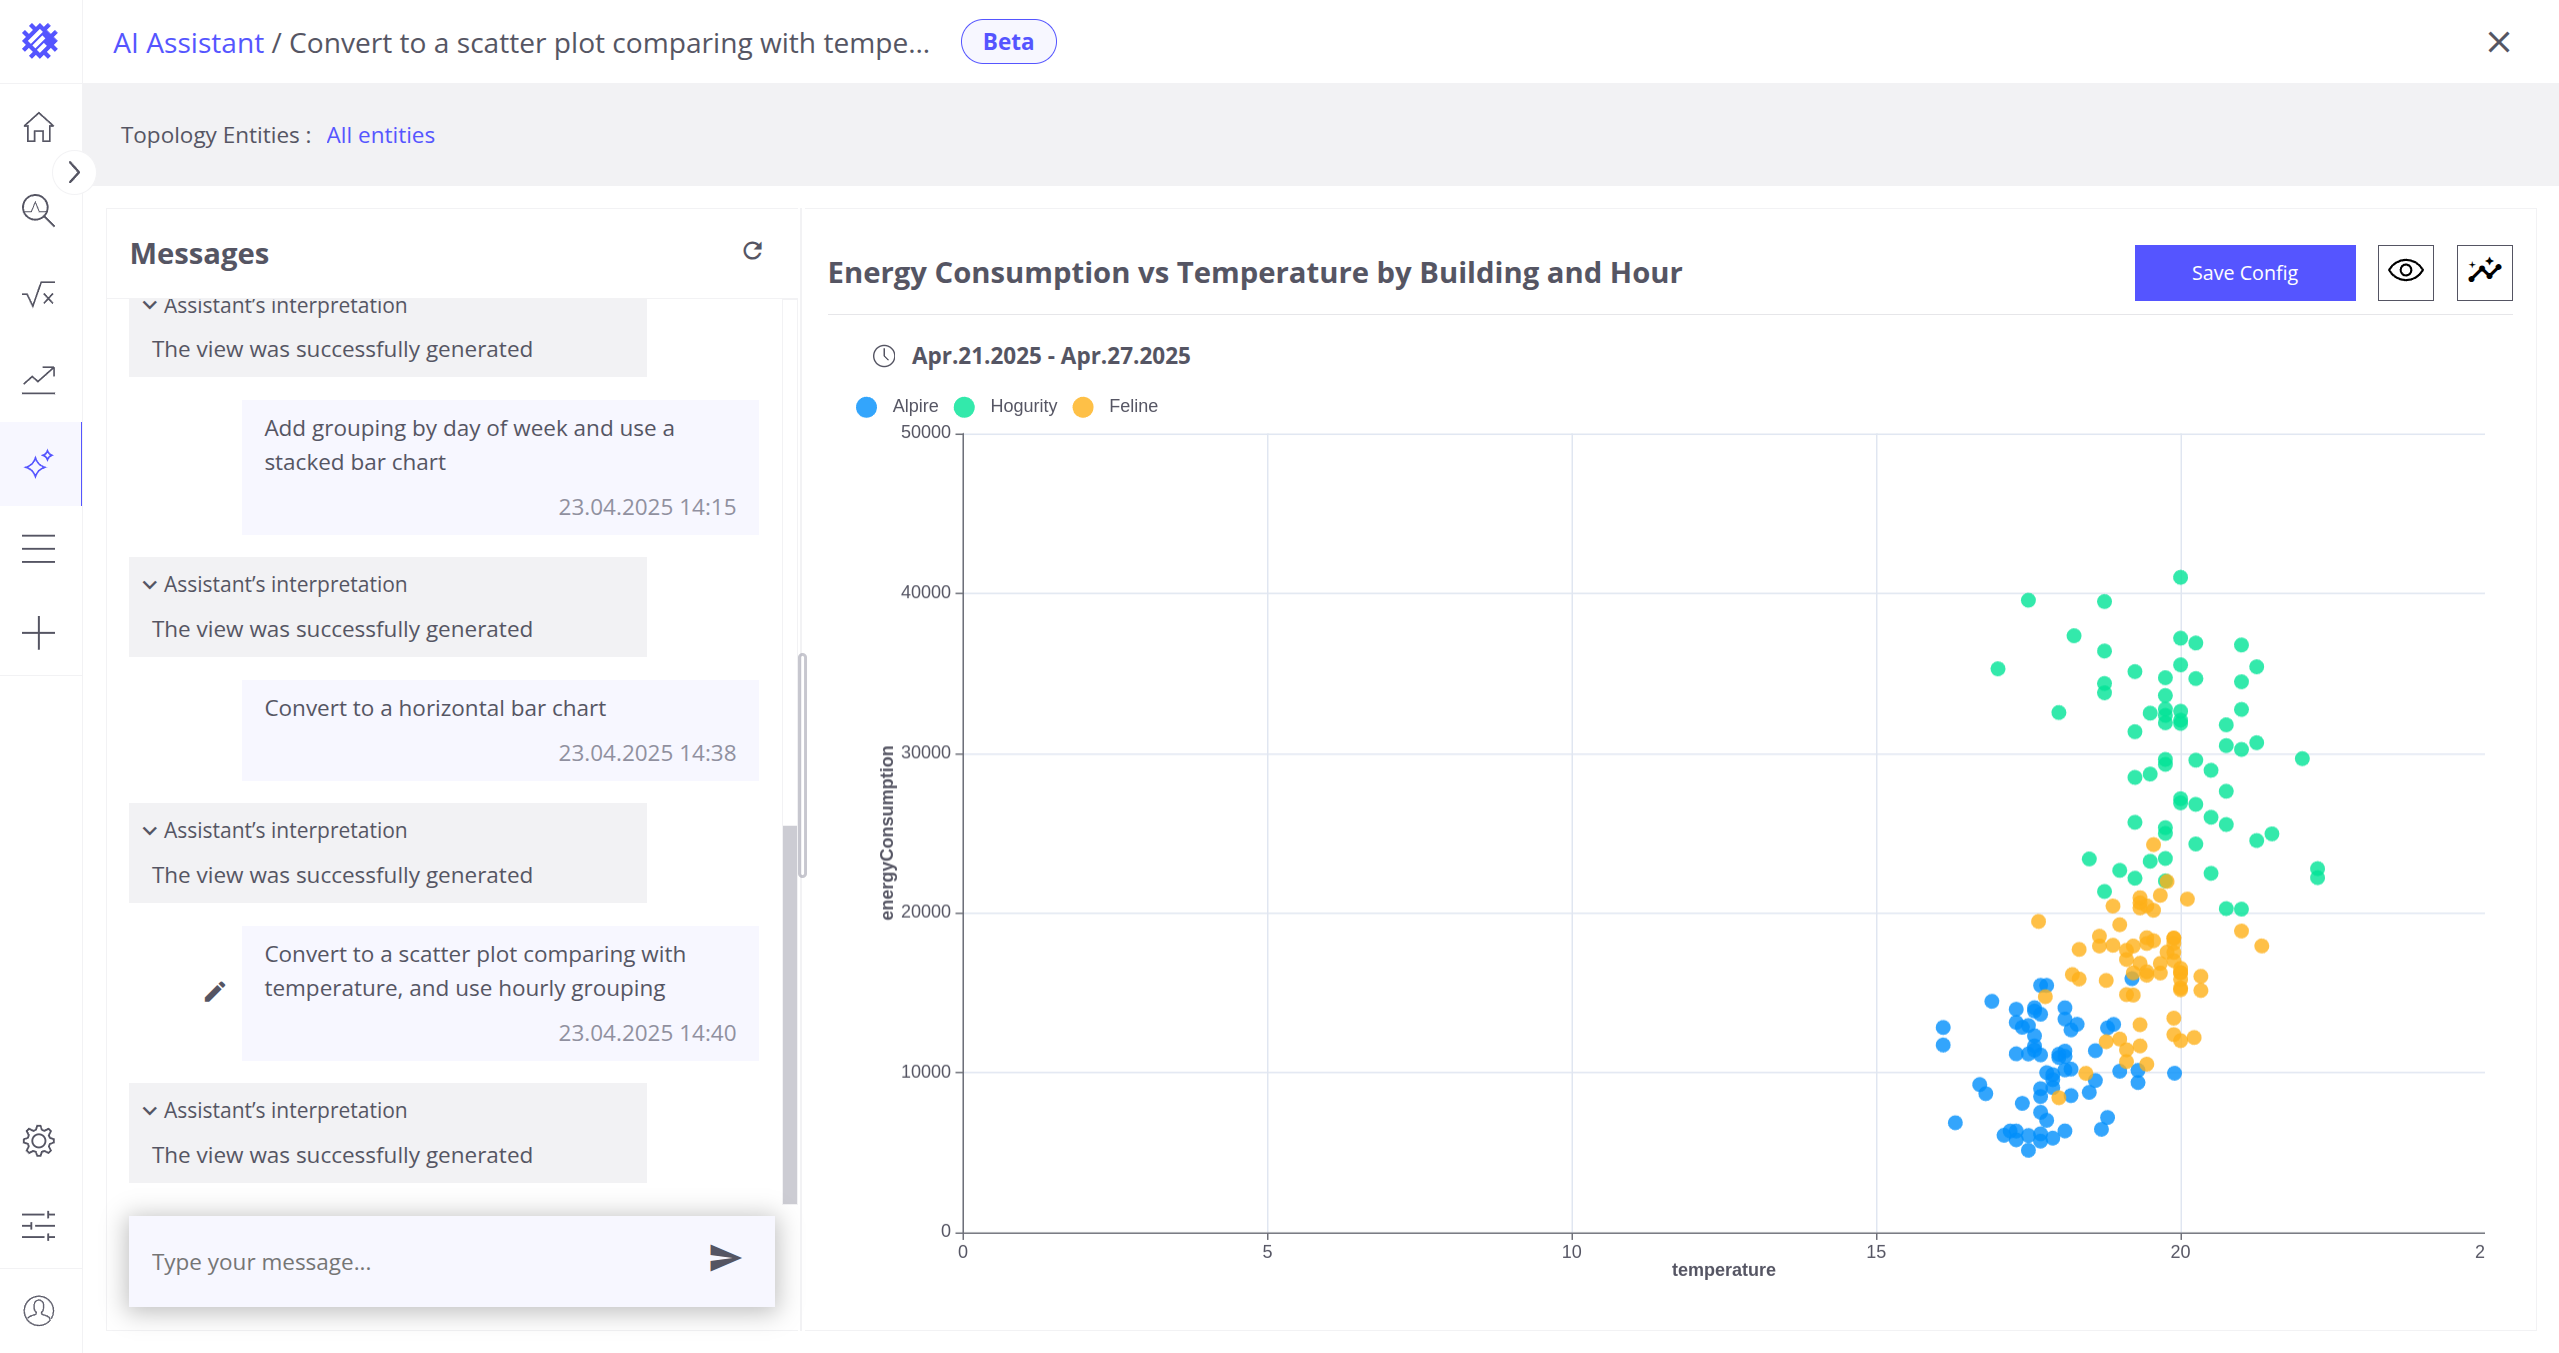 AI Assistant / Convert to a scatter plot comparing with tempe...
Beta
Topology Entities : All entities
Messages
Assistant's interpretation
The view was successfully generated
Add grouping by day of week and use a
stacked bar chart
23.04.2025 14:15
Assistant's interpretation
The view was successfully generated
Convert to a horizontal bar chart
23.04.2025 14:38
Assistant's interpretation
The view was successfully generated
Convert to a scatter plot comparing with
temperature, and use hourly grouping
23.04.2025 14:40
Assistant's interpretation
The view was successfully generated
Type your message...
Energy Consumption vs Temperature by Building and Hour
Save Config
Apr.21.2025 - Apr.27.2025
Alpire Hogurity Feline
50000
40000
30000
20000
10000
0
energyConsumption
0 5 10 15 20 2
temperature